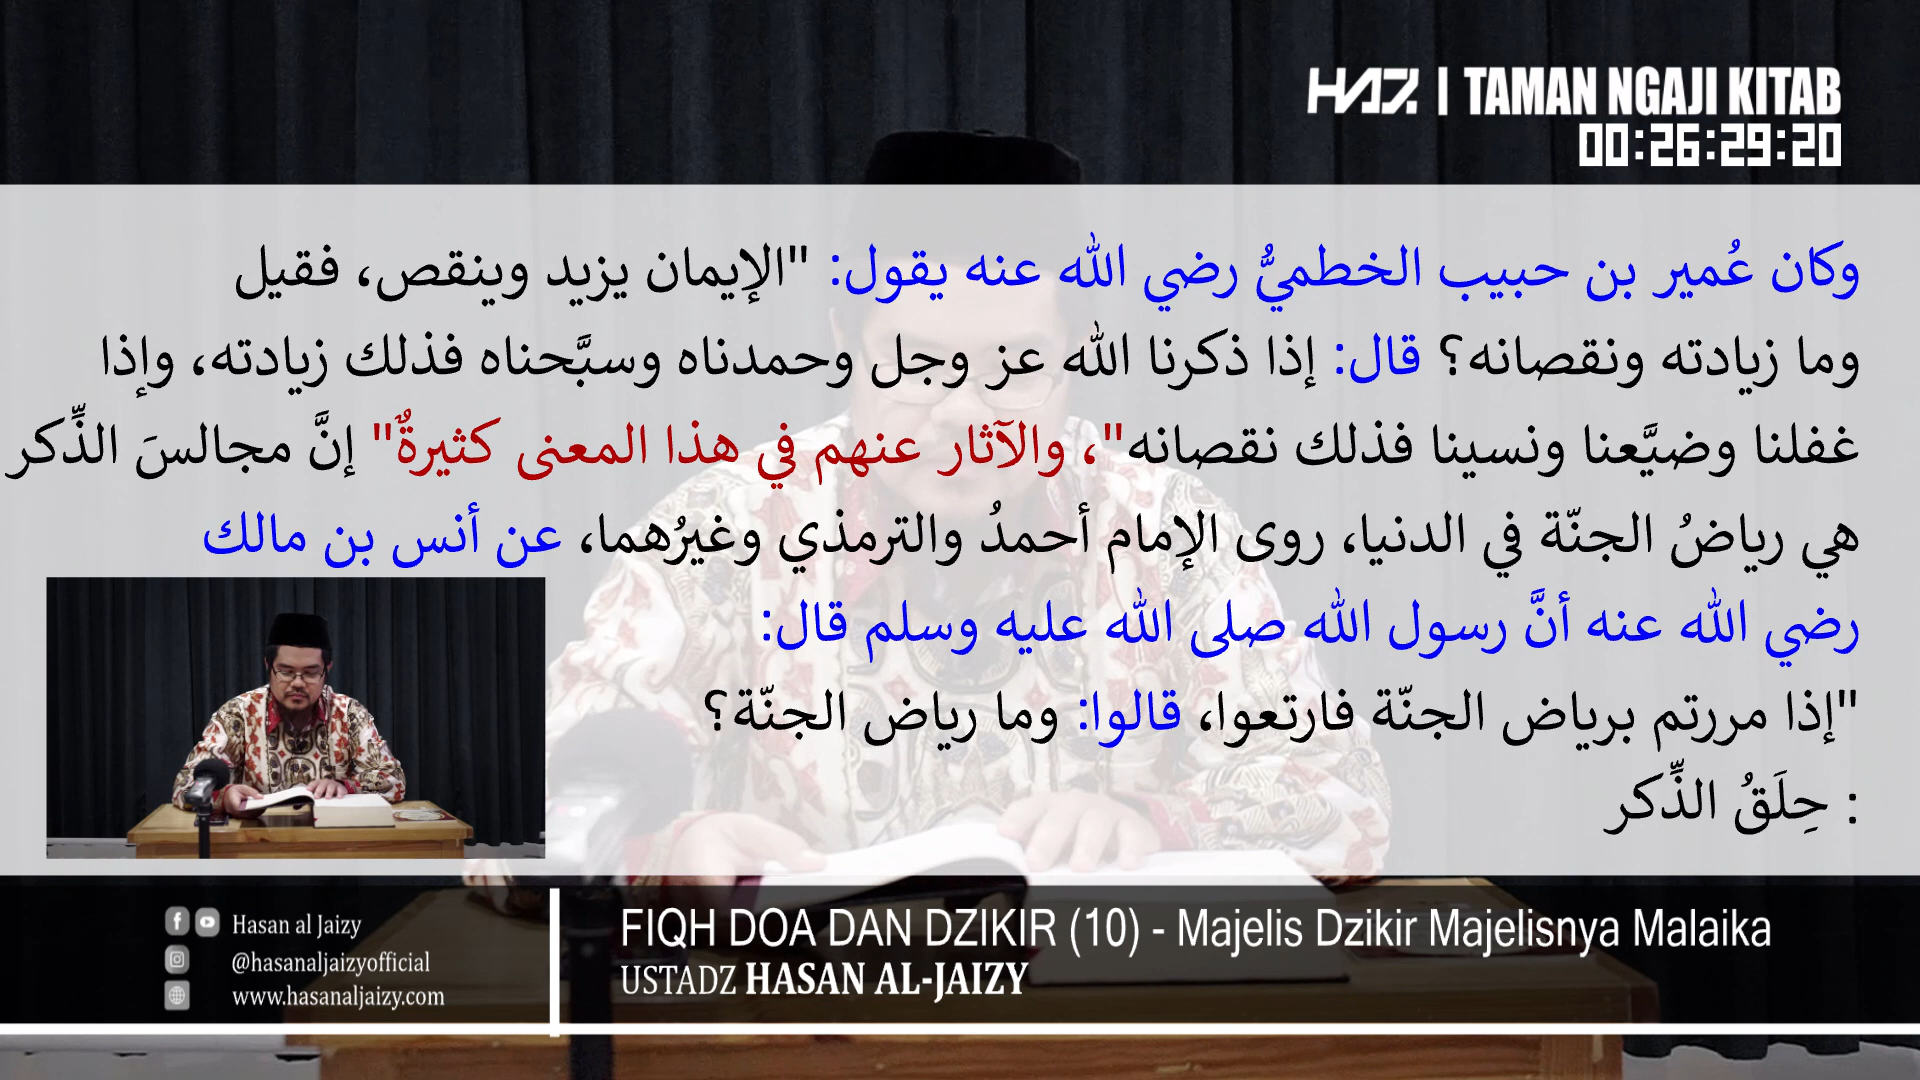 HAZ | TAMAN NGAJI KITAB
00:26:29:20
وكان عُمير بن حبيب الخطميُّ رضي الله عنه يقول: "الإيمان يزيد وينقص، فقيل
وما زيادته ونقصانه؟ قال: إذا ذكرنا الله عز وجل وحمدناه وسبَّحناه فذلك زيادته، وإذا
غفلنا وضيَّعنا ونسينا فذلك نقصانه"، والآثار عنهم في هذا المعنى كثيرةٌ" إنَّ مجالسَ الذِّكر
هي رياضُ الجنّة في الدنيا، روى الإمام أحمدُ والترمذي وغيرُهما، عن أنس بن مالك
رضي الله عنه أنَّ رسول الله صلى الله عليه وسلم قال:
"إذا مررتم برياض الجنّة فارتعوا، قالوا: وما رياض الجنّة؟
: حِلَقُ الذِّكر
Hasan al Jaizy
@hasanaljaizyofficial
www.hasanaljaizy.com
FIQH DOA DAN DZIKIR (10) - Majelis Dzikir Majelisnya Malaika
USTADZ HASAN AL-JAIZY